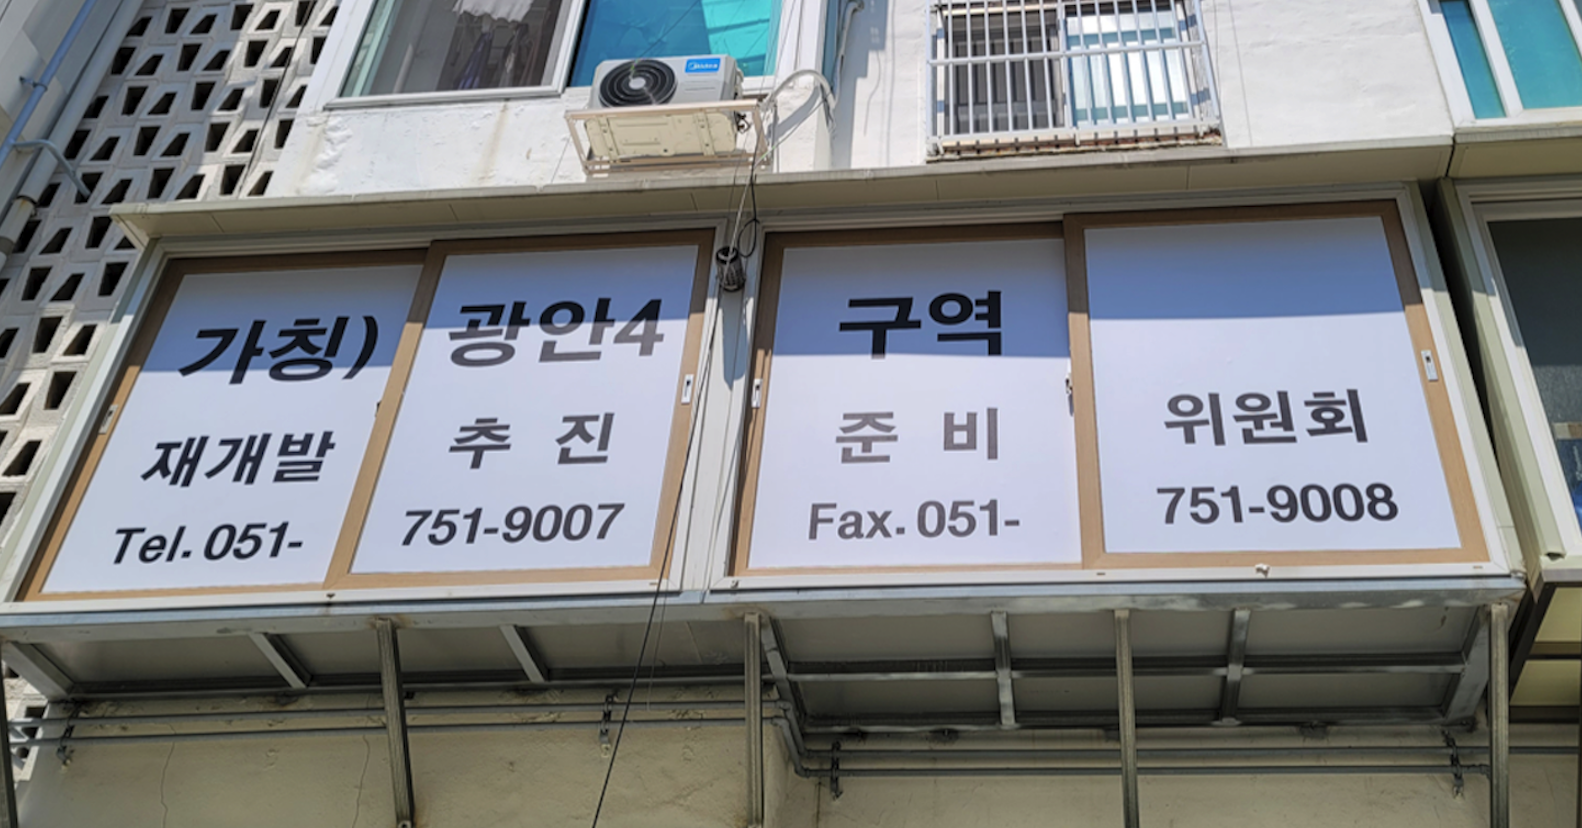 Midea
가칭) 광안4 구역
재개발 추 진 준 비 위원회
Tel. 051- 751-9007 Fax. 051- 751-9008